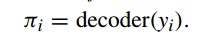 πᵢ = decoder(yᵢ).